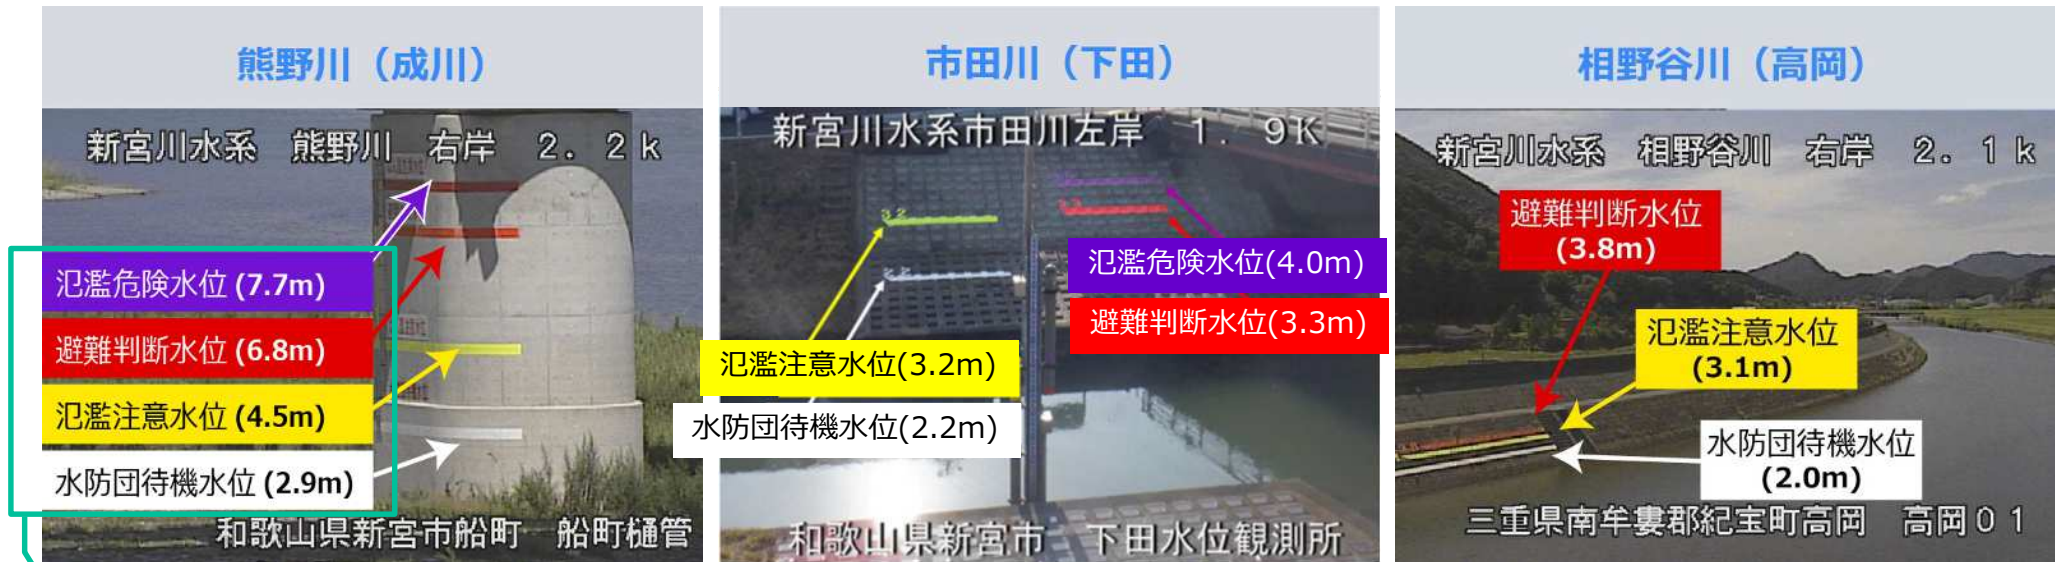 熊野川（成川）
新宮川水系　熊野川　右岸　2．2k
氾濫危険水位 (7.7m)
避難判断水位 (6.8m)
氾濫注意水位 (4.5m)
水防団待機水位 (2.9m)
和歌山県新宮市船町　船町樋管
市田川（下田）
新宮川水系市田川左岸　1．9K
3.2
2.2
3.3
氾濫危険水位(4.0m)
避難判断水位(3.3m)
氾濫注意水位(3.2m)
水防団待機水位(2.2m)
和歌山県新宮市　下田水位観測所
相野谷川（高岡）
新宮川水系　相野谷川　右岸　2．1k
避難判断水位
(3.8m)
氾濫注意水位
(3.1m)
水防団待機水位
(2.0m)
三重県南牟婁郡紀宝町高岡　高岡01